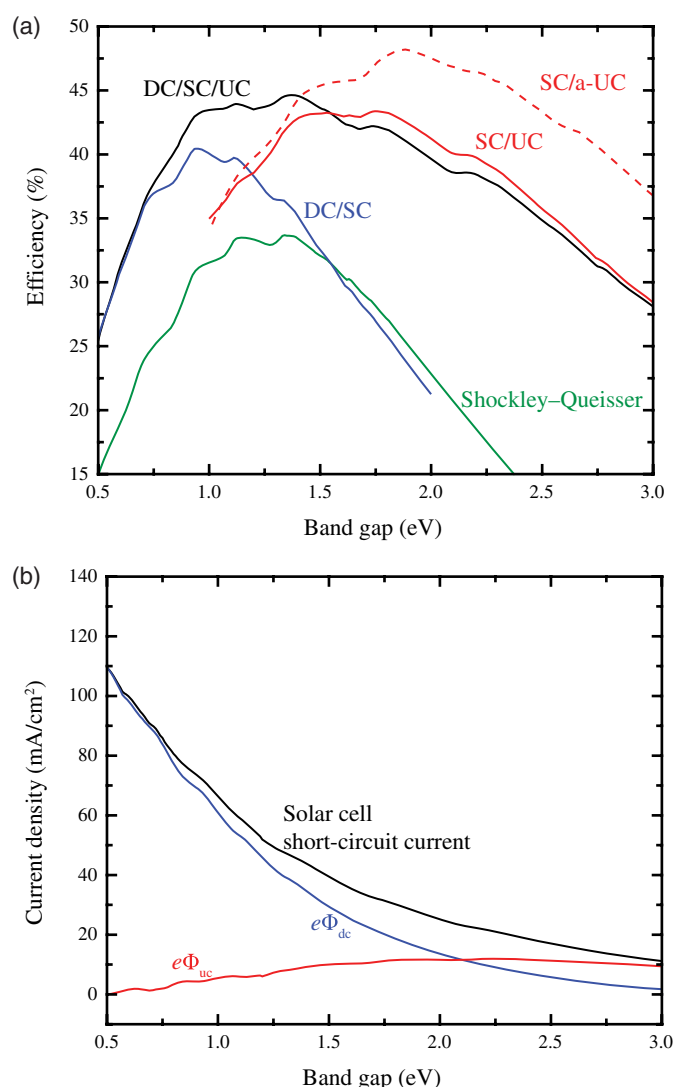 (a)
50
45
40
35
30
25
20
15
Efficiency (%)
DC/SC/UC
SC/a-UC
SC/UC
DC/SC
Shockley–Queisser
0.5 1.0 1.5 2.0 2.5 3.0
Band gap (eV)
(b)
140
120
100
80
60
40
20
0
Current density (mA/cm²)
Solar cell
short-circuit current
eΦdc
eΦuc
0.5 1.0 1.5 2.0 2.5 3.0
Band gap (eV)